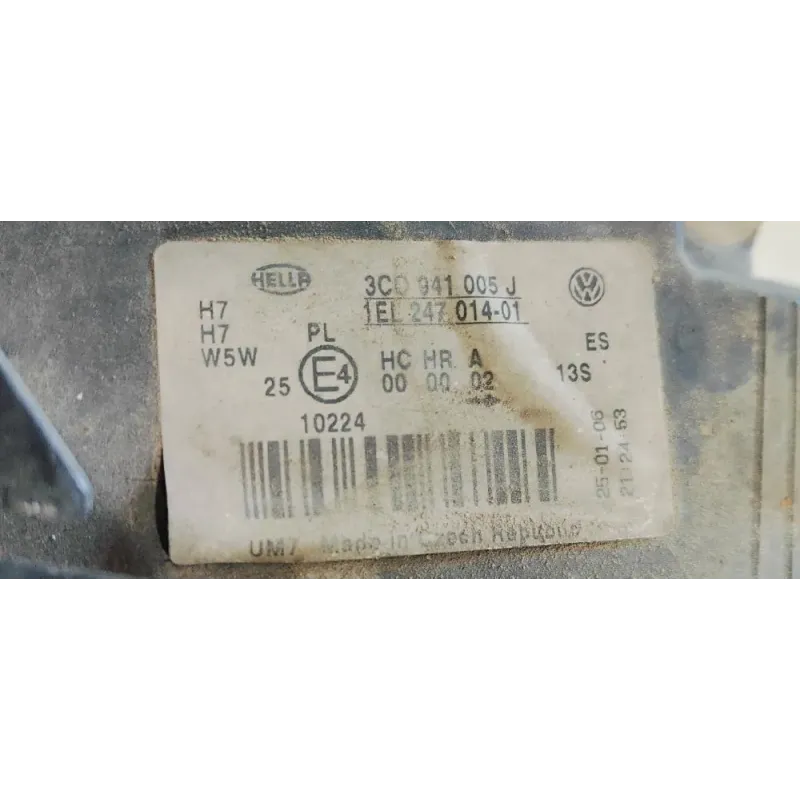 HELLA 3C0 941 005 J
1EL 247 014-01
H7
H7
W5W
PL
25 E4
HC HR A
00 00 02
ES
13S
10224
25-01-06
21:24:53
UM7 Made in Czech Republic